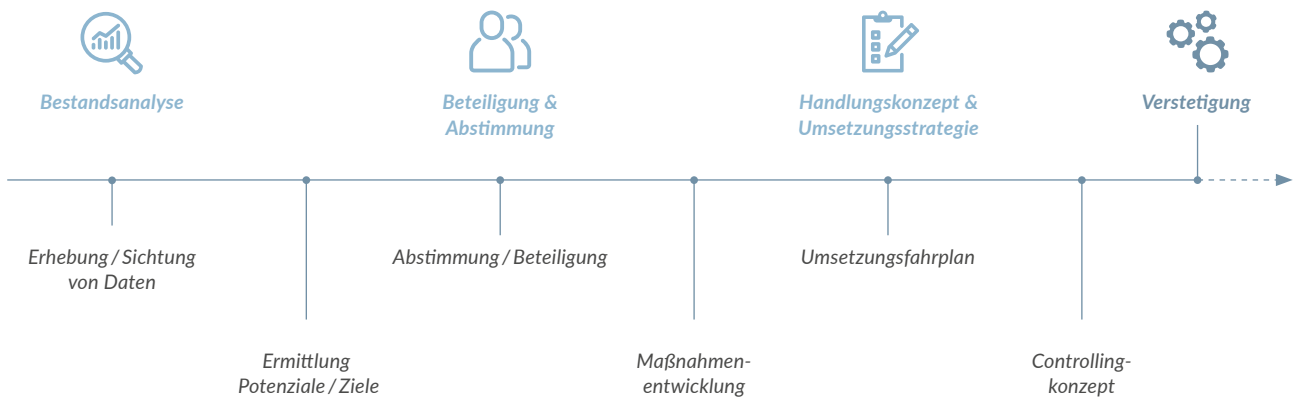 Bestandsanalyse
Beteiligung &
Abstimmung
Handlungskonzept &
Umsetzungsstrategie
Verstetigung
Erhebung / Sichtung
von Daten
Abstimmung / Beteiligung
Umsetzungsfahrplan
Ermittlung
Potenziale / Ziele
Maßnahmen-
entwicklung
Controlling-
konzept